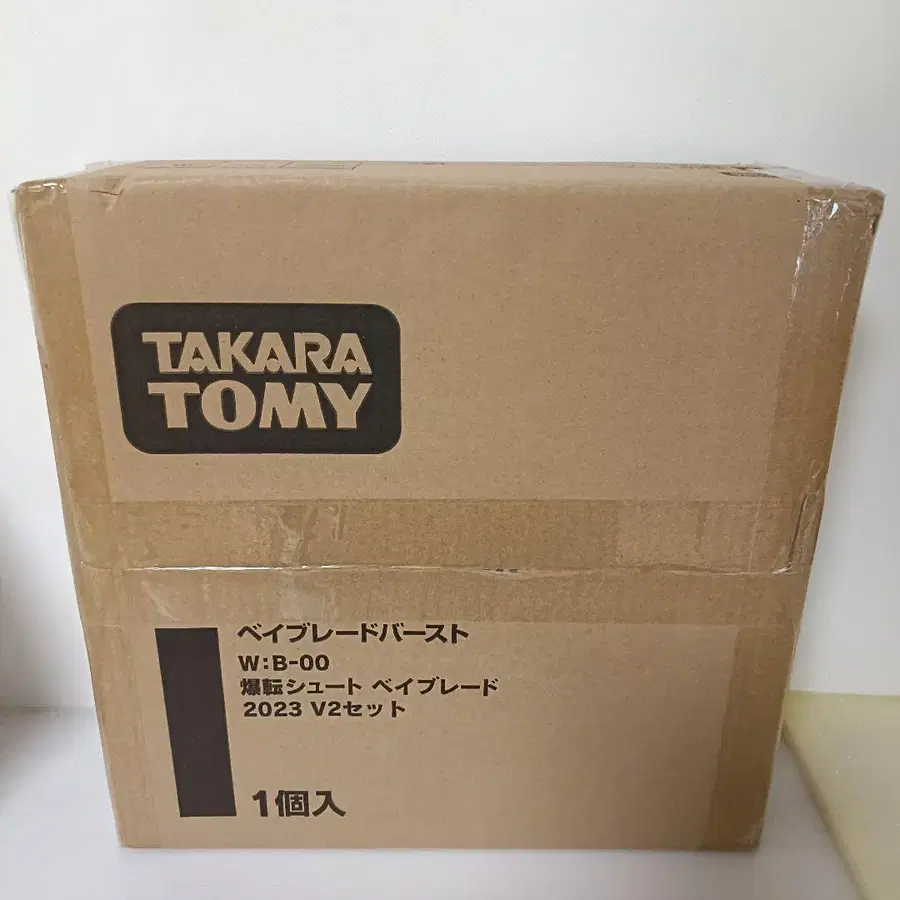 TAKARA
TOMY
ベイブレードバースト
W:B-00
爆転シュート ベイブレード
2023 V2セット
1個入